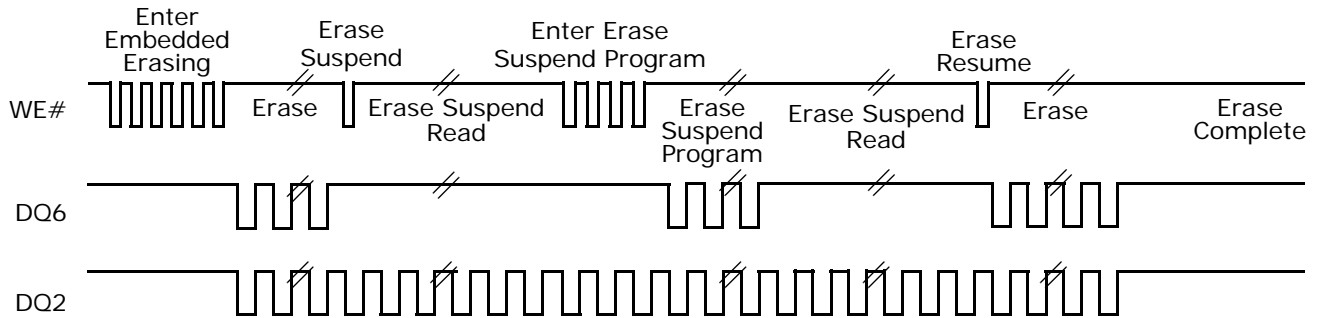 Enter
Embedded
Erasing
Erase
Suspend
Enter Erase
Suspend Program
Erase
Resume
WE#
Erase
Erase Suspend
Read
Erase
Suspend
Program
Erase Suspend
Read
Erase
Erase
Complete
DQ6
DQ2